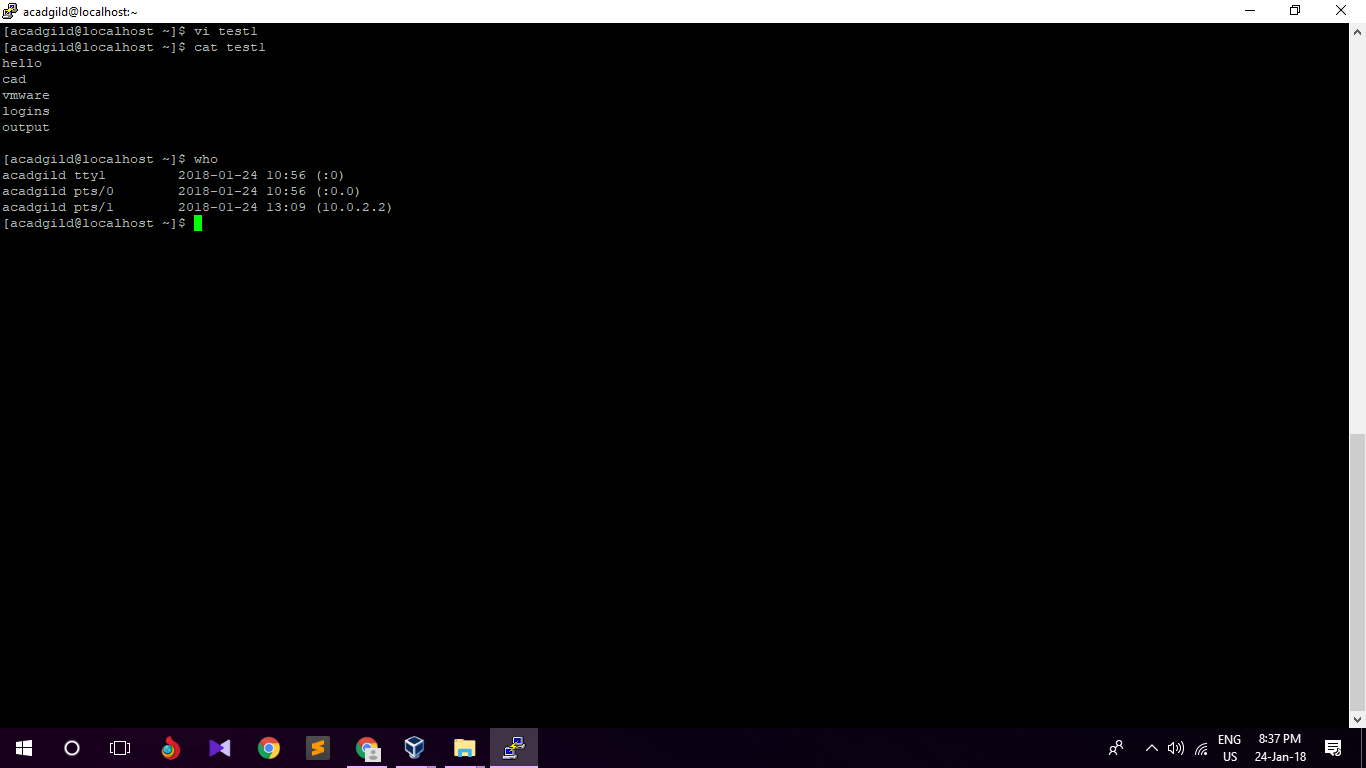 acadgild@localhost:~
[acadgild@localhost ~]$ vi test1
[acadgild@localhost ~]$ cat test1
hello
cad
vmware
logins
output
[acadgild@localhost ~]$ who
acadgild tty1         2018-01-24 10:56 (:0)
acadgild pts/0        2018-01-24 10:56 (:0.0)
acadgild pts/1        2018-01-24 13:09 (10.0.2.2)
[acadgild@localhost ~]$
ENG
US
8:37 PM
24-Jan-18